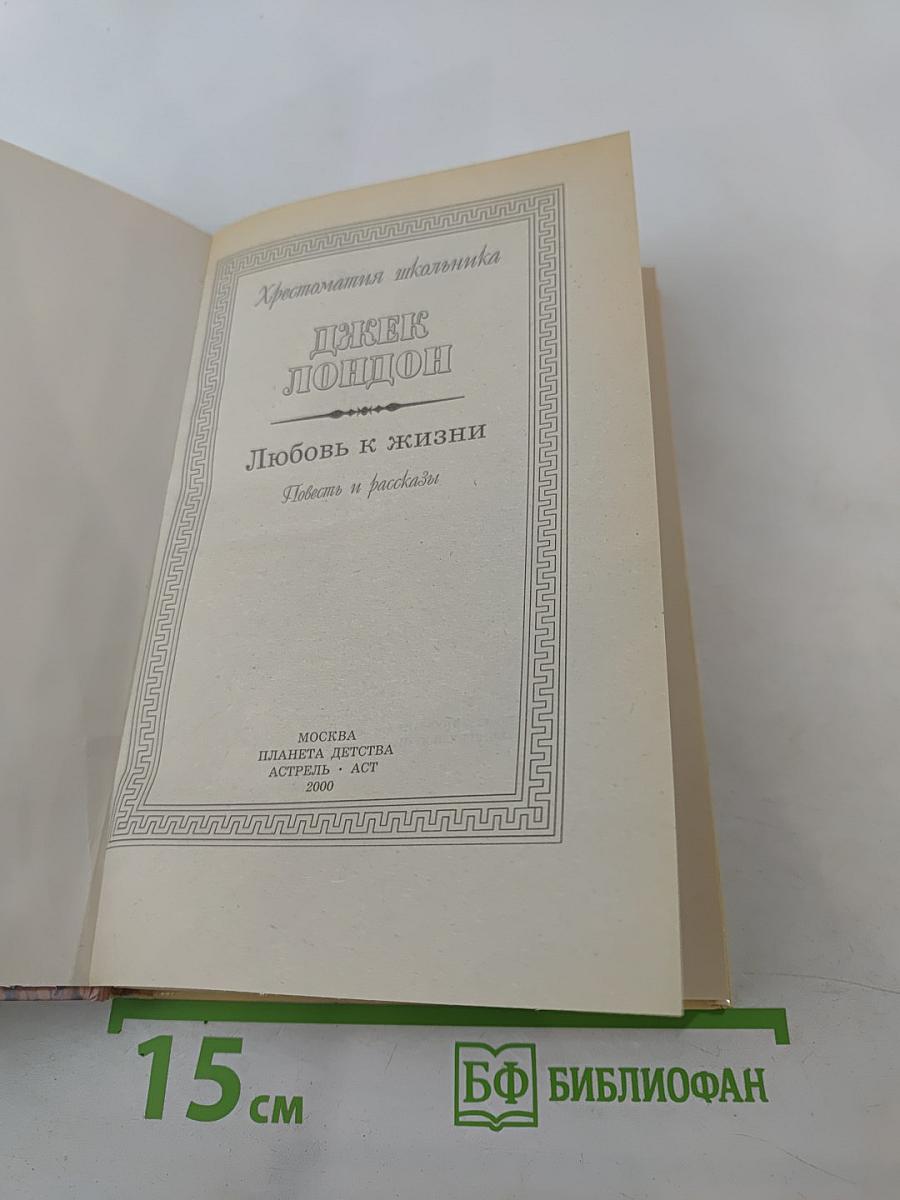 Хрестоматия школьника
ДЖЕК
ЛОНДОН
Любовь к жизни
Повесть и рассказы
МОСКВА
ПЛАНЕТА ДЕТСТВА
АСТРЕЛЬ · АСТ
2000
15 см
БФ БИБЛИОФАН